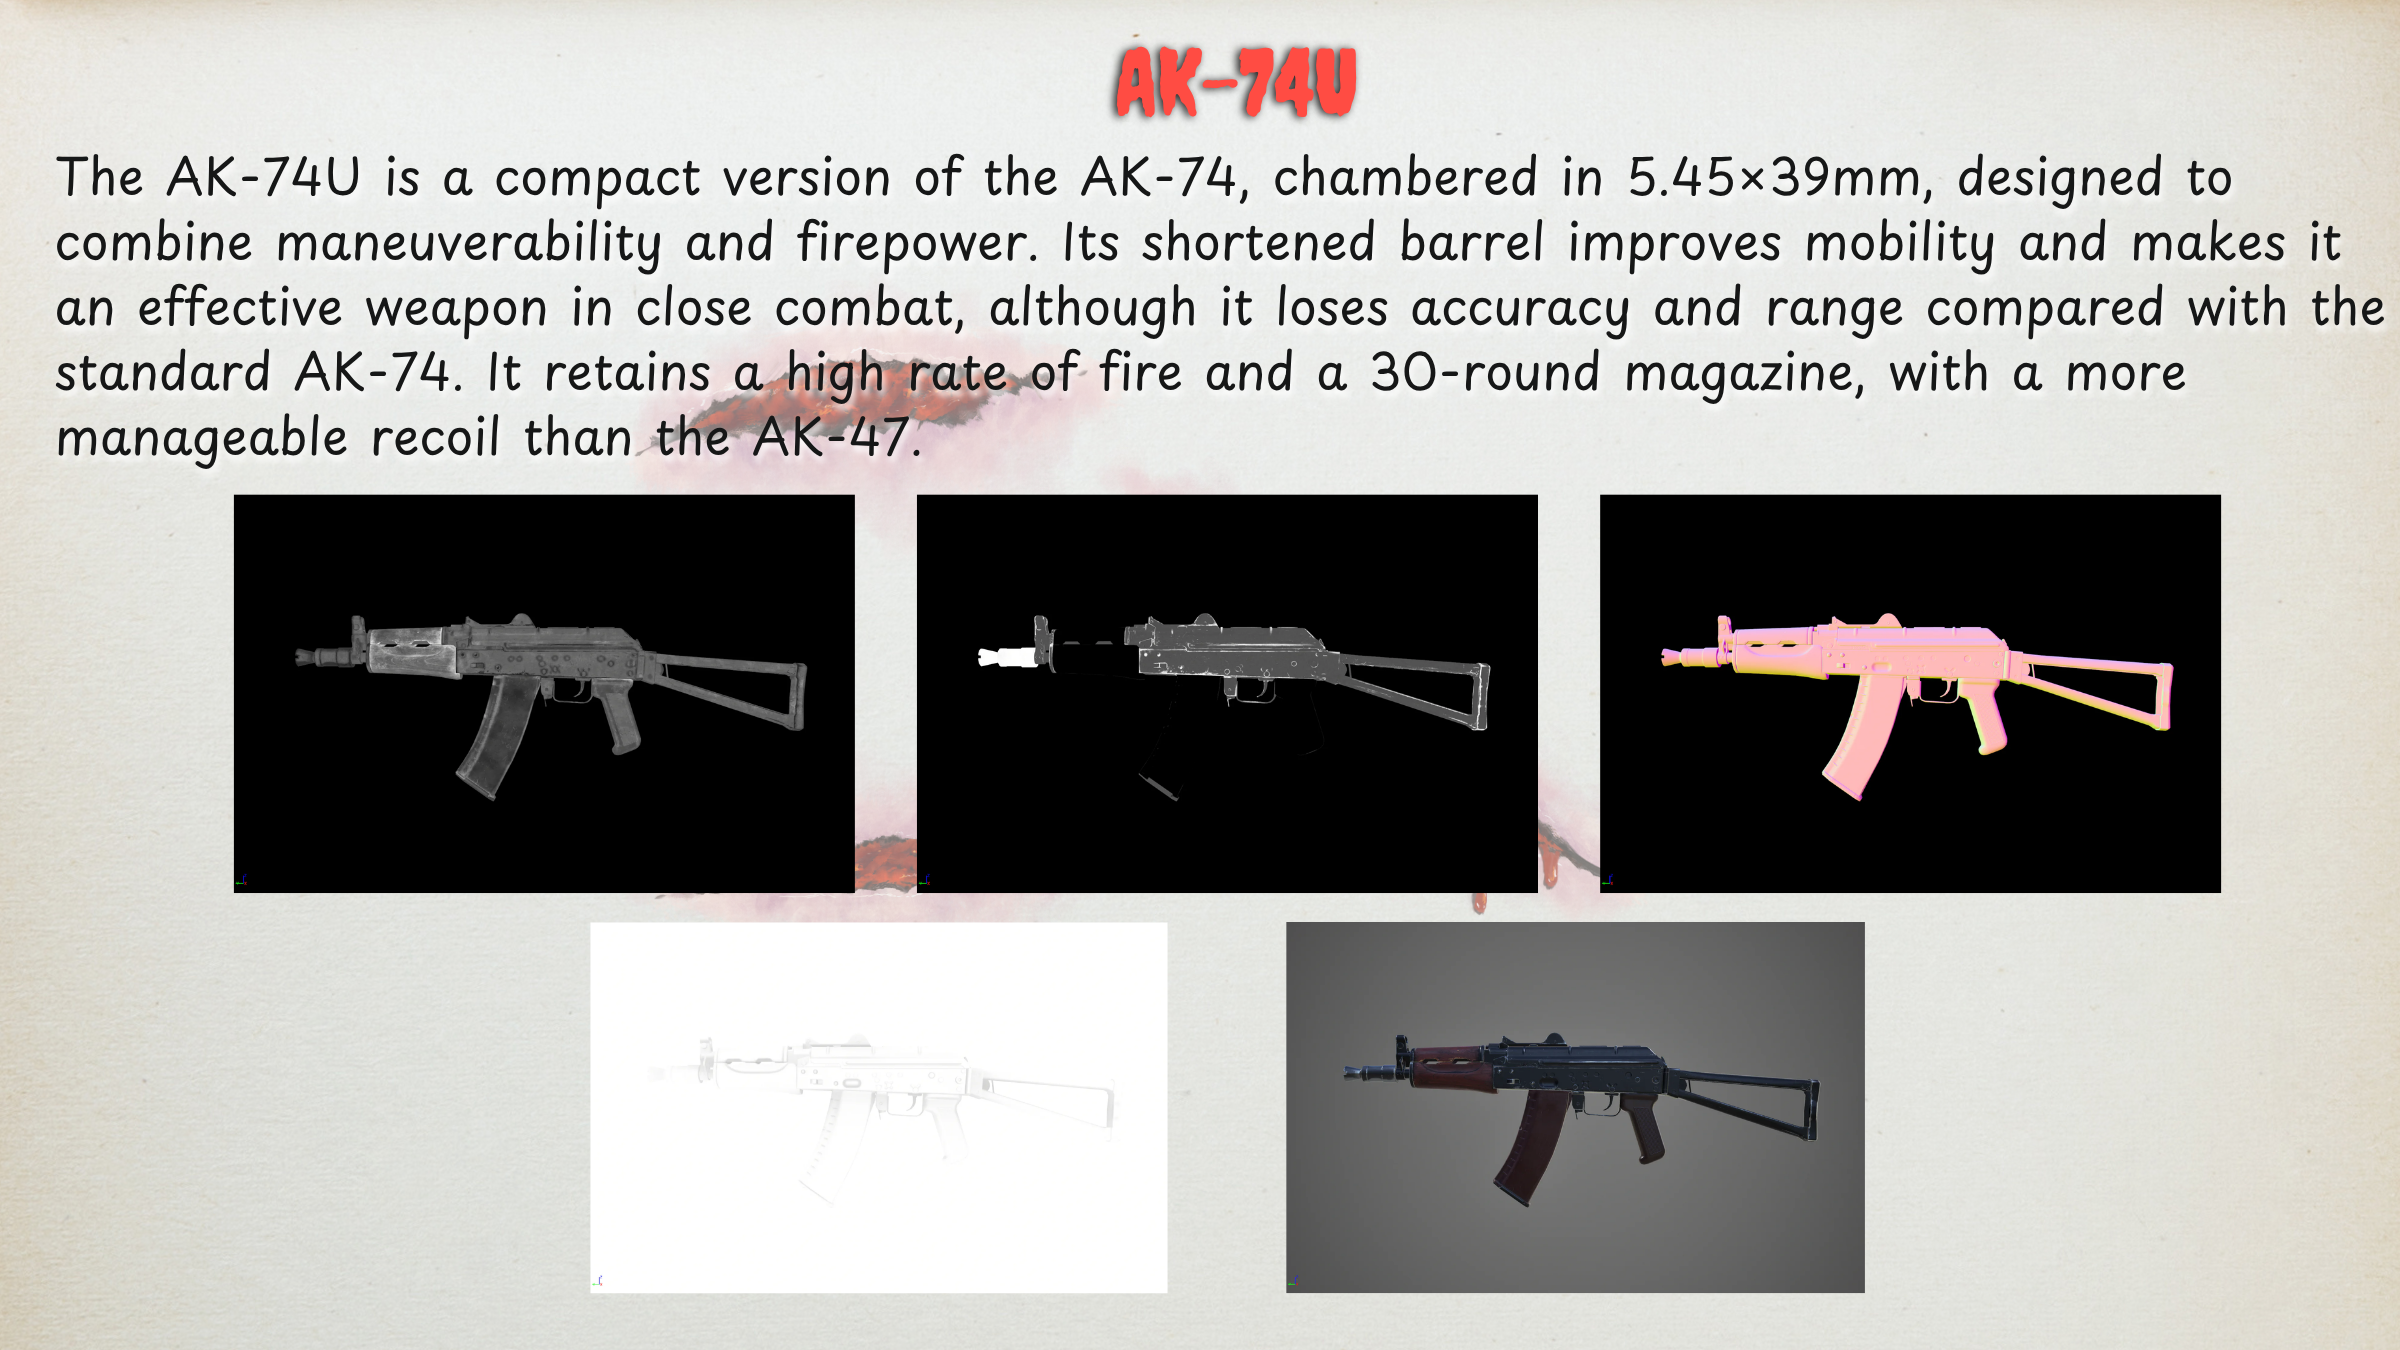 AK-74U
The AK-74U is a compact version of the AK-74, chambered in 5.45×39mm, designed to
combine maneuverability and firepower. Its shortened barrel improves mobility and makes it
an effective weapon in close combat, although it loses accuracy and range compared with the
standard AK-74. It retains a high rate of fire and a 30-round magazine, with a more
manageable recoil than the AK-47.